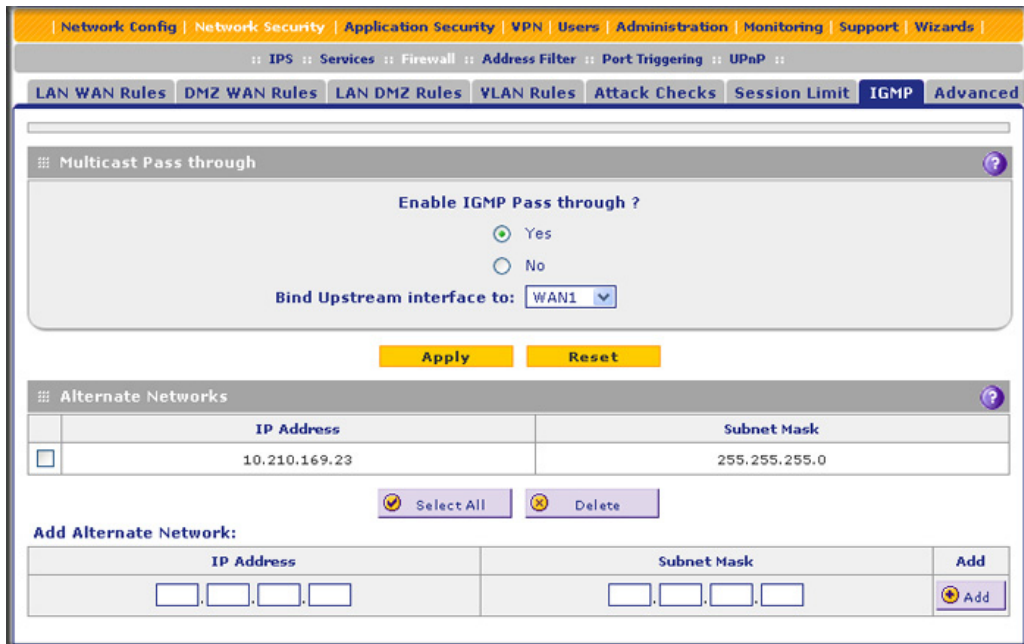 | Network Config | Network Security | Application Security | VPN | Users | Administration | Monitoring | Support | Wizards |
:: IPS :: Services :: Firewall :: Address Filter :: Port Triggering :: UPnP ::
LAN WAN Rules DMZ WAN Rules LAN DMZ Rules VLAN Rules Attack Checks Session Limit IGMP Advanced
Multicast Pass through ?
Enable IGMP Pass through ?
Yes
No
Bind Upstream interface to: WAN1
Apply Reset
Alternate Networks ?
IP Address Subnet Mask
10.210.169.23 255.255.255.0
Select All Delete
Add Alternate Network:
IP Address Subnet Mask Add
. . . . . . Add